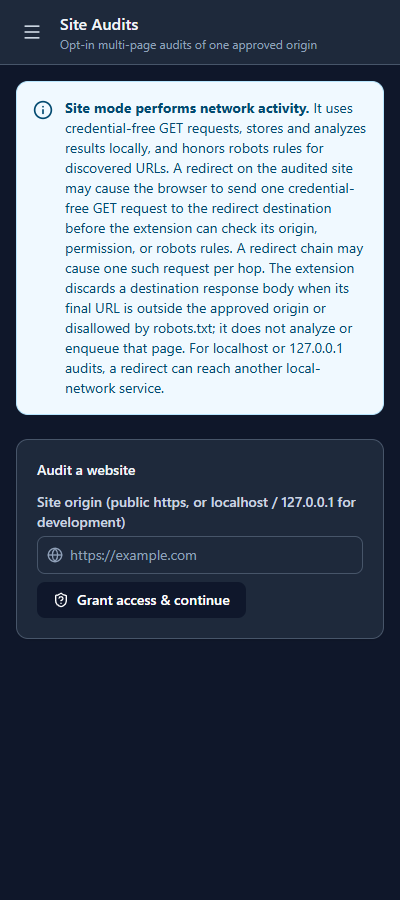 Site Audits
Opt-in multi-page audits of one approved origin
Site mode performs network activity. It uses
credential-free GET requests, stores and analyzes
results locally, and honors robots rules for
discovered URLs. A redirect on the audited site
may cause the browser to send one credential-
free GET request to the redirect destination
before the extension can check its origin,
permission, or robots rules. A redirect chain may
cause one such request per hop. The extension
discards a destination response body when its
final URL is outside the approved origin or
disallowed by robots.txt; it does not analyze or
enqueue that page. For localhost or 127.0.0.1
audits, a redirect can reach another local-
network service.
Audit a website
Site origin (public https, or localhost / 127.0.0.1 for
development)
https://example.com
Grant access & continue